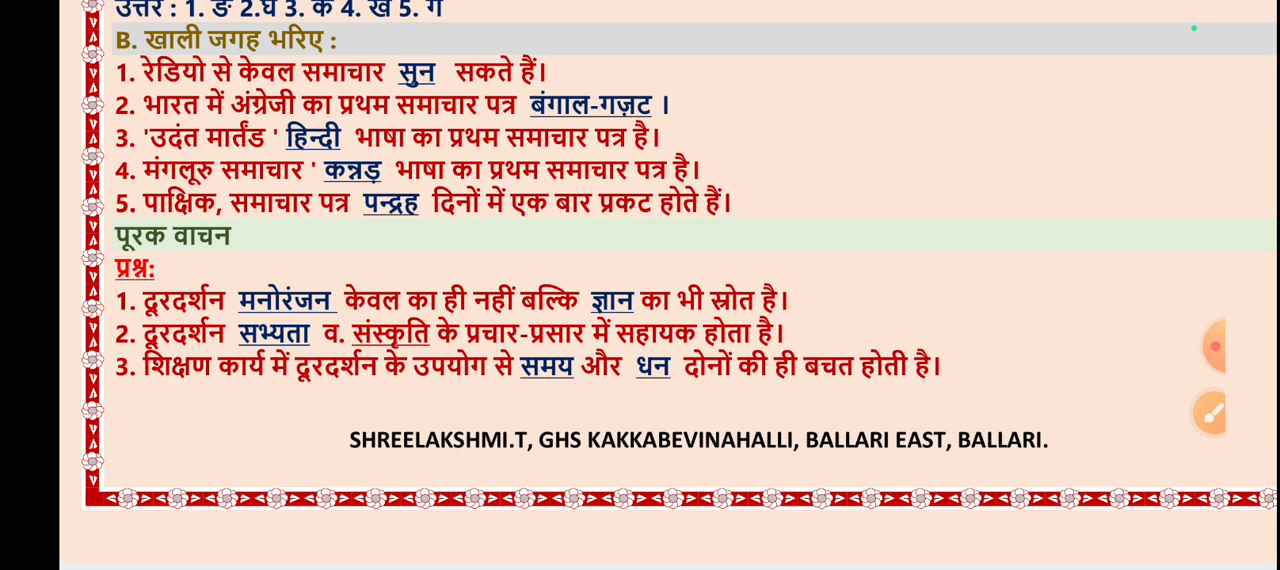 उत्तर : 1. ङ 2.घ 3. क 4. ख 5. ग
B. खाली जगह भरिए :
1. रेडियो से केवल समाचार सुन सकते हैं।
2. भारत में अंग्रेजी का प्रथम समाचार पत्र बंगाल-गज़ट ।
3. 'उदंत मार्तंड ' हिन्दी भाषा का प्रथम समाचार पत्र है।
4. मंगलूरु समाचार ' कन्नड़ भाषा का प्रथम समाचार पत्र है।
5. पाक्षिक, समाचार पत्र पन्द्रह दिनों में एक बार प्रकट होते हैं।
पूरक वाचन
प्रश्न:
1. दूरदर्शन मनोरंजन केवल का ही नहीं बल्कि ज्ञान का भी स्रोत है।
2. दूरदर्शन सभ्यता व. संस्कृति के प्रचार-प्रसार में सहायक होता है।
3. शिक्षण कार्य में दूरदर्शन के उपयोग से समय और धन दोनों की ही बचत होती है।
SHREELAKSHMI.T, GHS KAKKABEVINAHALLI, BALLARI EAST, BALLARI.